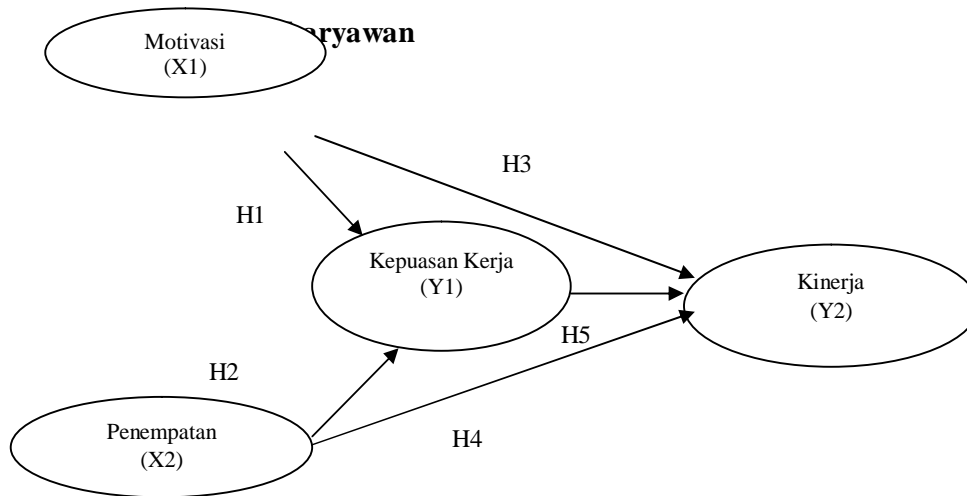 aryawan
Motivasi
(X1)
H3
H1
Kepuasan Kerja
(Y1)
Kinerja
(Y2)
H5
H2
Penempatan
(X2)
H4